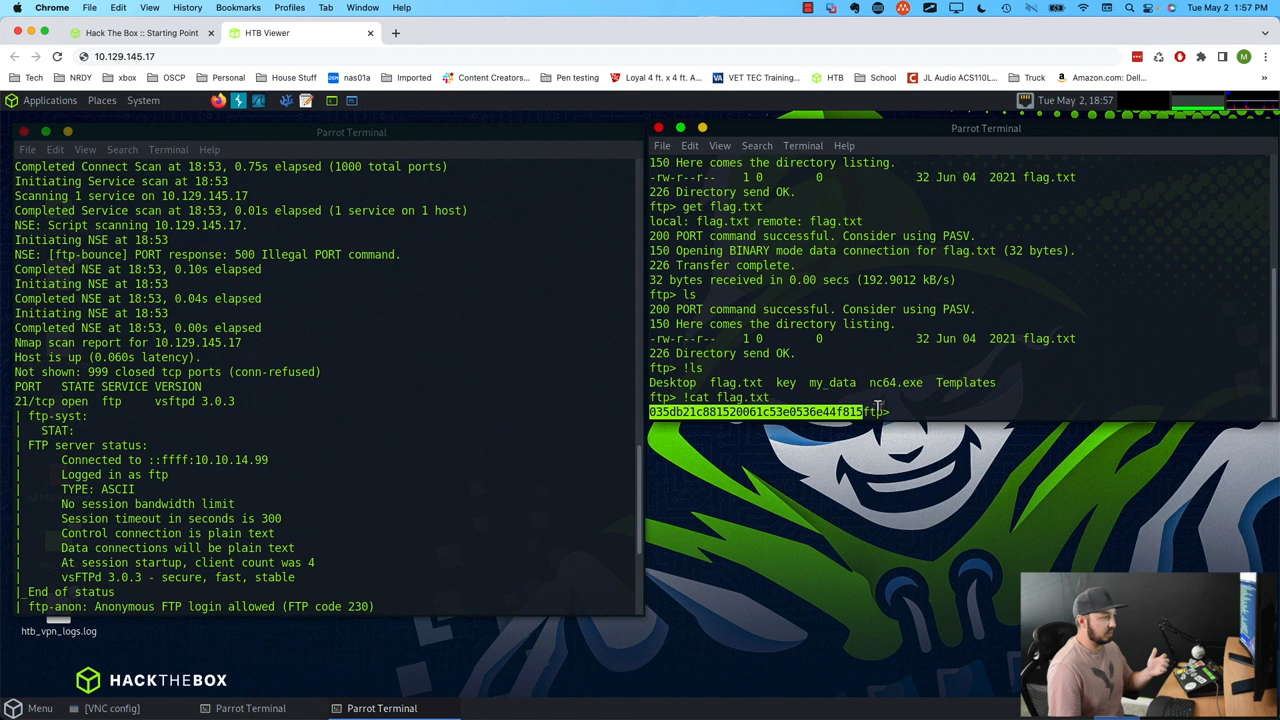 Chrome File Edit View History Bookmarks Profiles Tab Window Help Tue May 2 1:57 PM
Hack The Box :: Starting Point
HTB Viewer
10.129.145.17
Tech NRDY xbox OSCP Personal House Stuff nas01a Imported Content Creators... Pen testing Loyal 4 ft. x 4 ft. A... VET TEC Training... HTB School JL Audio ACS110L... Truck Amazon.com: Dell...
Applications Places System Tue May 2, 18:57
Parrot Terminal
File Edit View Search Terminal Help
Completed Connect Scan at 18:53, 0.75s elapsed (1000 total ports)
Initiating Service scan at 18:53
Scanning 1 service on 10.129.145.17
Completed Service scan at 18:53, 0.01s elapsed (1 service on 1 host)
NSE: Script scanning 10.129.145.17.
Initiating NSE at 18:53
NSE: [ftp-bounce] PORT response: 500 Illegal PORT command.
Completed NSE at 18:53, 0.10s elapsed
Initiating NSE at 18:53
Completed NSE at 18:53, 0.04s elapsed
Initiating NSE at 18:53
Completed NSE at 18:53, 0.00s elapsed
Nmap scan report for 10.129.145.17
Host is up (0.060s latency).
Not shown: 999 closed tcp ports (conn-refused)
PORT STATE SERVICE VERSION
21/tcp open ftp vsftpd 3.0.3
| ftp-syst:
| STAT:
| FTP server status:
| Connected to ::ffff:10.10.14.99
| Logged in as ftp
| TYPE: ASCII
| No session bandwidth limit
| Session timeout in seconds is 300
| Control connection is plain text
| Data connections will be plain text
| At session startup, client count was 4
| vsFTPd 3.0.3 - secure, fast, stable
|_End of status
| ftp-anon: Anonymous FTP login allowed (FTP code 230)
Parrot Terminal
File Edit View Search Terminal Help
150 Here comes the directory listing.
-rw-r--r-- 1 0 0 32 Jun 04 2021 flag.txt
226 Directory send OK.
ftp> get flag.txt
local: flag.txt remote: flag.txt
200 PORT command successful. Consider using PASV.
150 Opening BINARY mode data connection for flag.txt (32 bytes).
226 Transfer complete.
32 bytes received in 0.00 secs (192.9012 kB/s)
ftp> ls
200 PORT command successful. Consider using PASV.
150 Here comes the directory listing.
-rw-r--r-- 1 0 0 32 Jun 04 2021 flag.txt
226 Directory send OK.
ftp> !ls
Desktop flag.txt key my_data nc64.exe Templates
ftp> !cat flag.txt
035db21c881520061c53e0536e44f815ftp>
htb_vpn_logs.log
HACKTHEBOX
Menu [VNC config] Parrot Terminal Parrot Terminal